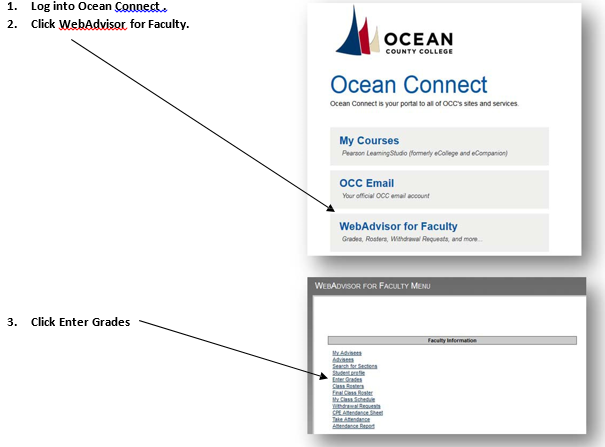 1. Log into Ocean Connect .
2. Click WebAdvisor for Faculty.
OCEAN
COUNTY COLLEGE
Ocean Connect
Ocean Connect is your portal to all of OCC's sites and services.
My Courses
Pearson LearningStudio (formerly eCollege and eCompanion)
OCC Email
Your official OCC email account
WebAdvisor for Faculty
Grades, Rosters, Withdrawal Requests, and more...
3. Click Enter Grades
WebAdvisor for Faculty Menu
Faculty Information
My Advisees
Advisees
Search for Sections
Student profile
Enter Grades
Class Rosters
Final Class Roster
My Class Schedule
Withdrawal Requests
CPE Attendance Sheet
Take Attendance
Attendance Report